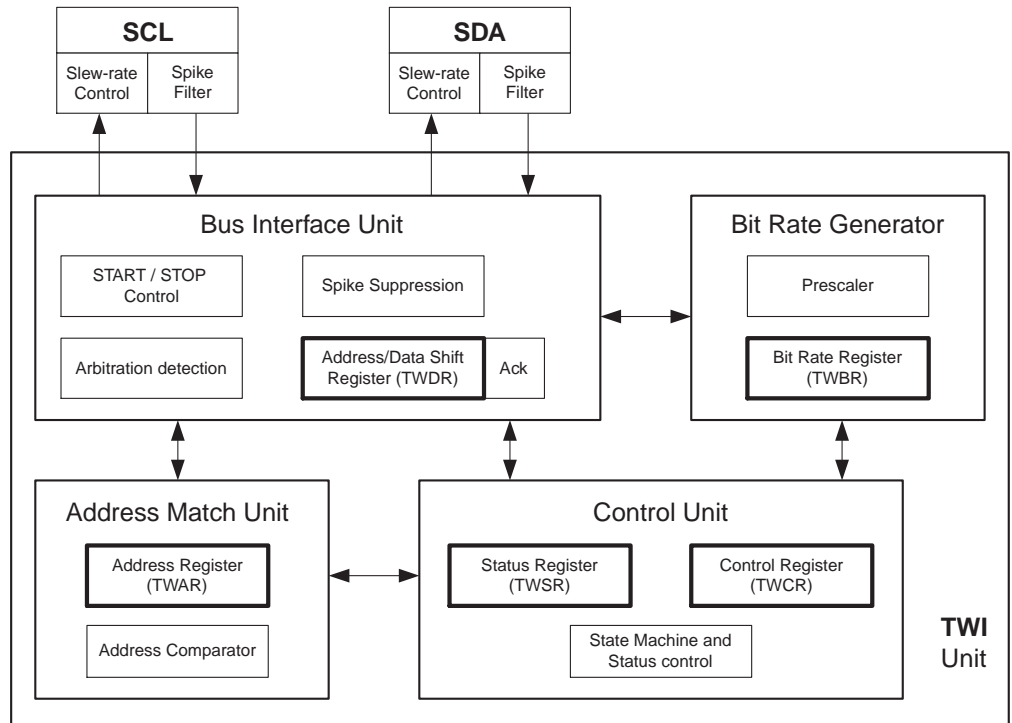 SCL
Slew-rate
Control
Spike
Filter
SDA
Slew-rate
Control
Spike
Filter
Bus Interface Unit
START / STOP
Control
Spike Suppression
Arbitration detection
Address/Data Shift
Register (TWDR)
Ack
Bit Rate Generator
Prescaler
Bit Rate Register
(TWBR)
Address Match Unit
Address Register
(TWAR)
Address Comparator
Control Unit
Status Register
(TWSR)
Control Register
(TWCR)
State Machine and
Status control
TWI
Unit